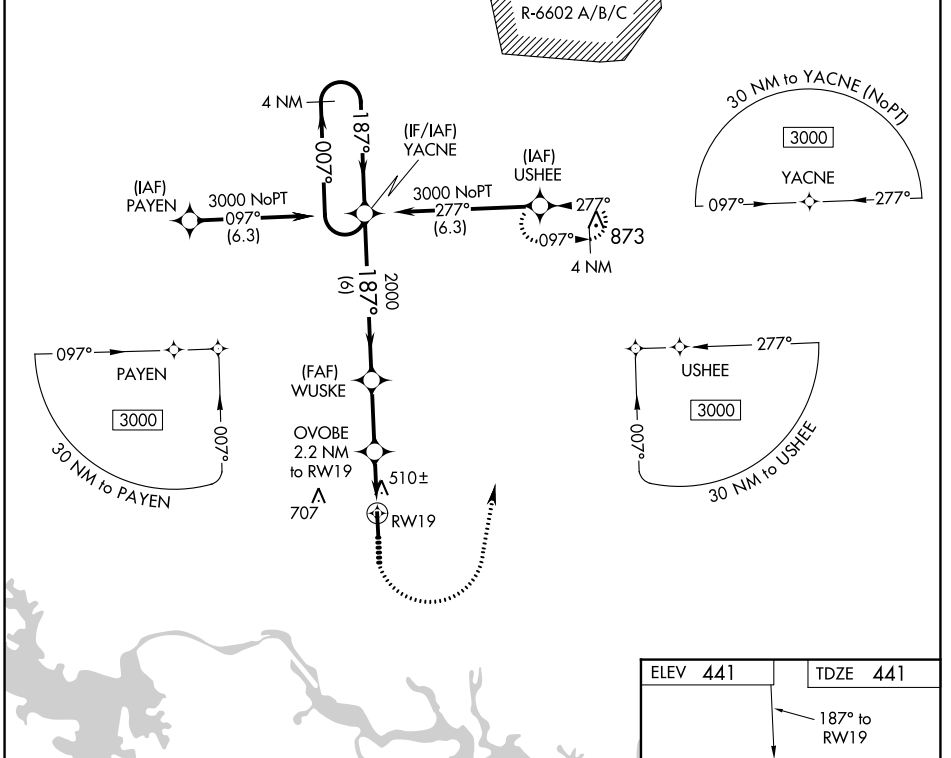 R-6602 A/B/C
4 NM
187°
007°
(IF/IAF)
YACNE
30 NM to YACNE (NoPT)
3000
YACNE
097°
277°
(IAF)
PAYEN
3000 NoPT
097°
(6.3)
3000 NoPT
277°
(6.3)
(IAF)
USHEE
277°
097°
873
4 NM
2000
187°
(6)
097°
PAYEN
3000
007°
30 NM to PAYEN
(FAF)
WUSKE
277°
USHEE
3000
007°
30 NM to USHEE
OVOBE
2.2 NM
to RW19
510±
707
RW19
ELEV 441
TDZE 441
187° to
RW19